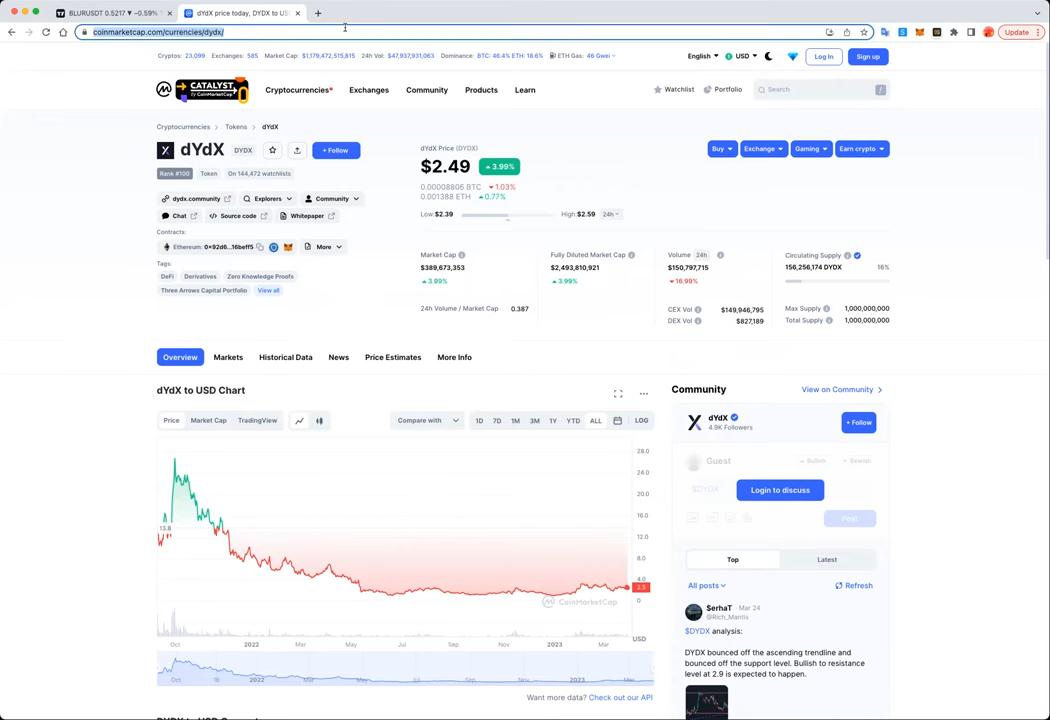 BLURUSDT 0.5217 ▼ −0.59%
dYdX price today, DYDX to US
Update
coinmarketcap.com/currencies/dydx/
Cryptos: 23,099 Exchanges: 585 Market Cap: $1,179,472,515,815 24h Vol: $47,937,931,063 Dominance: BTC: 46.4% ETH: 18.6% ETH Gas: 46 Gwei
English USD Log In Sign up
CATALYST
by CoinMarketCap
Cryptocurrencies Exchanges Community Products Learn
Watchlist Portfolio Search /
Cryptocurrencies Tokens dYdX
dYdX DYDX + Follow
Rank #100 Token On 144,472 watchlists
dydx.community Explorers Community
Chat Source code Whitepaper
Contracts:
Ethereum: 0x92d6...16beff5 More
Tags:
DeFi Derivatives Zero Knowledge Proofs
Three Arrows Capital Portfolio View all
dYdX Price (DYDX)
$2.49 3.99%
0.00008806 BTC 1.03%
0.001388 ETH 0.77%
Low: $2.39 High: $2.59 24h
Buy Exchange Gaming Earn crypto
Market Cap
$389,673,353
3.99%
24h Volume / Market Cap 0.387
Fully Diluted Market Cap
$2,493,810,921
3.99%
Volume 24h
$150,797,715
16.99%
CEX Vol $149,946,795
DEX Vol $827,189
Circulating Supply
156,256,174 DYDX 16%
Max Supply 1,000,000,000
Total Supply 1,000,000,000
Overview Markets Historical Data News Price Estimates More Info
dYdX to USD Chart
Price Market Cap TradingView Compare with 1D 7D 1M 3M 1Y YTD ALL LOG
28.0
24.0
20.0
16.0
13.8
12.0
8.0
4.0
2.5
0
CoinMarketCap
USD
Oct 2022 Mar May Jul Sep Nov 2023 Mar
Oct 16 2022 Mar May Jul Sep Nov 2023 Mar
Want more data? Check out our API
Community
View on Community
dYdX
4.9K Followers
+ Follow
Guest Bullish Bearish
$DYDX Login to discuss
Post
Top Latest
All posts Refresh
$erhaT · Mar 24
@Rich_Mantis
$DYDX analysis:
DYDX bounced off the ascending trendline and
bounced off the support level. Bullish to resistance
level at 2.9 is expected to happen.